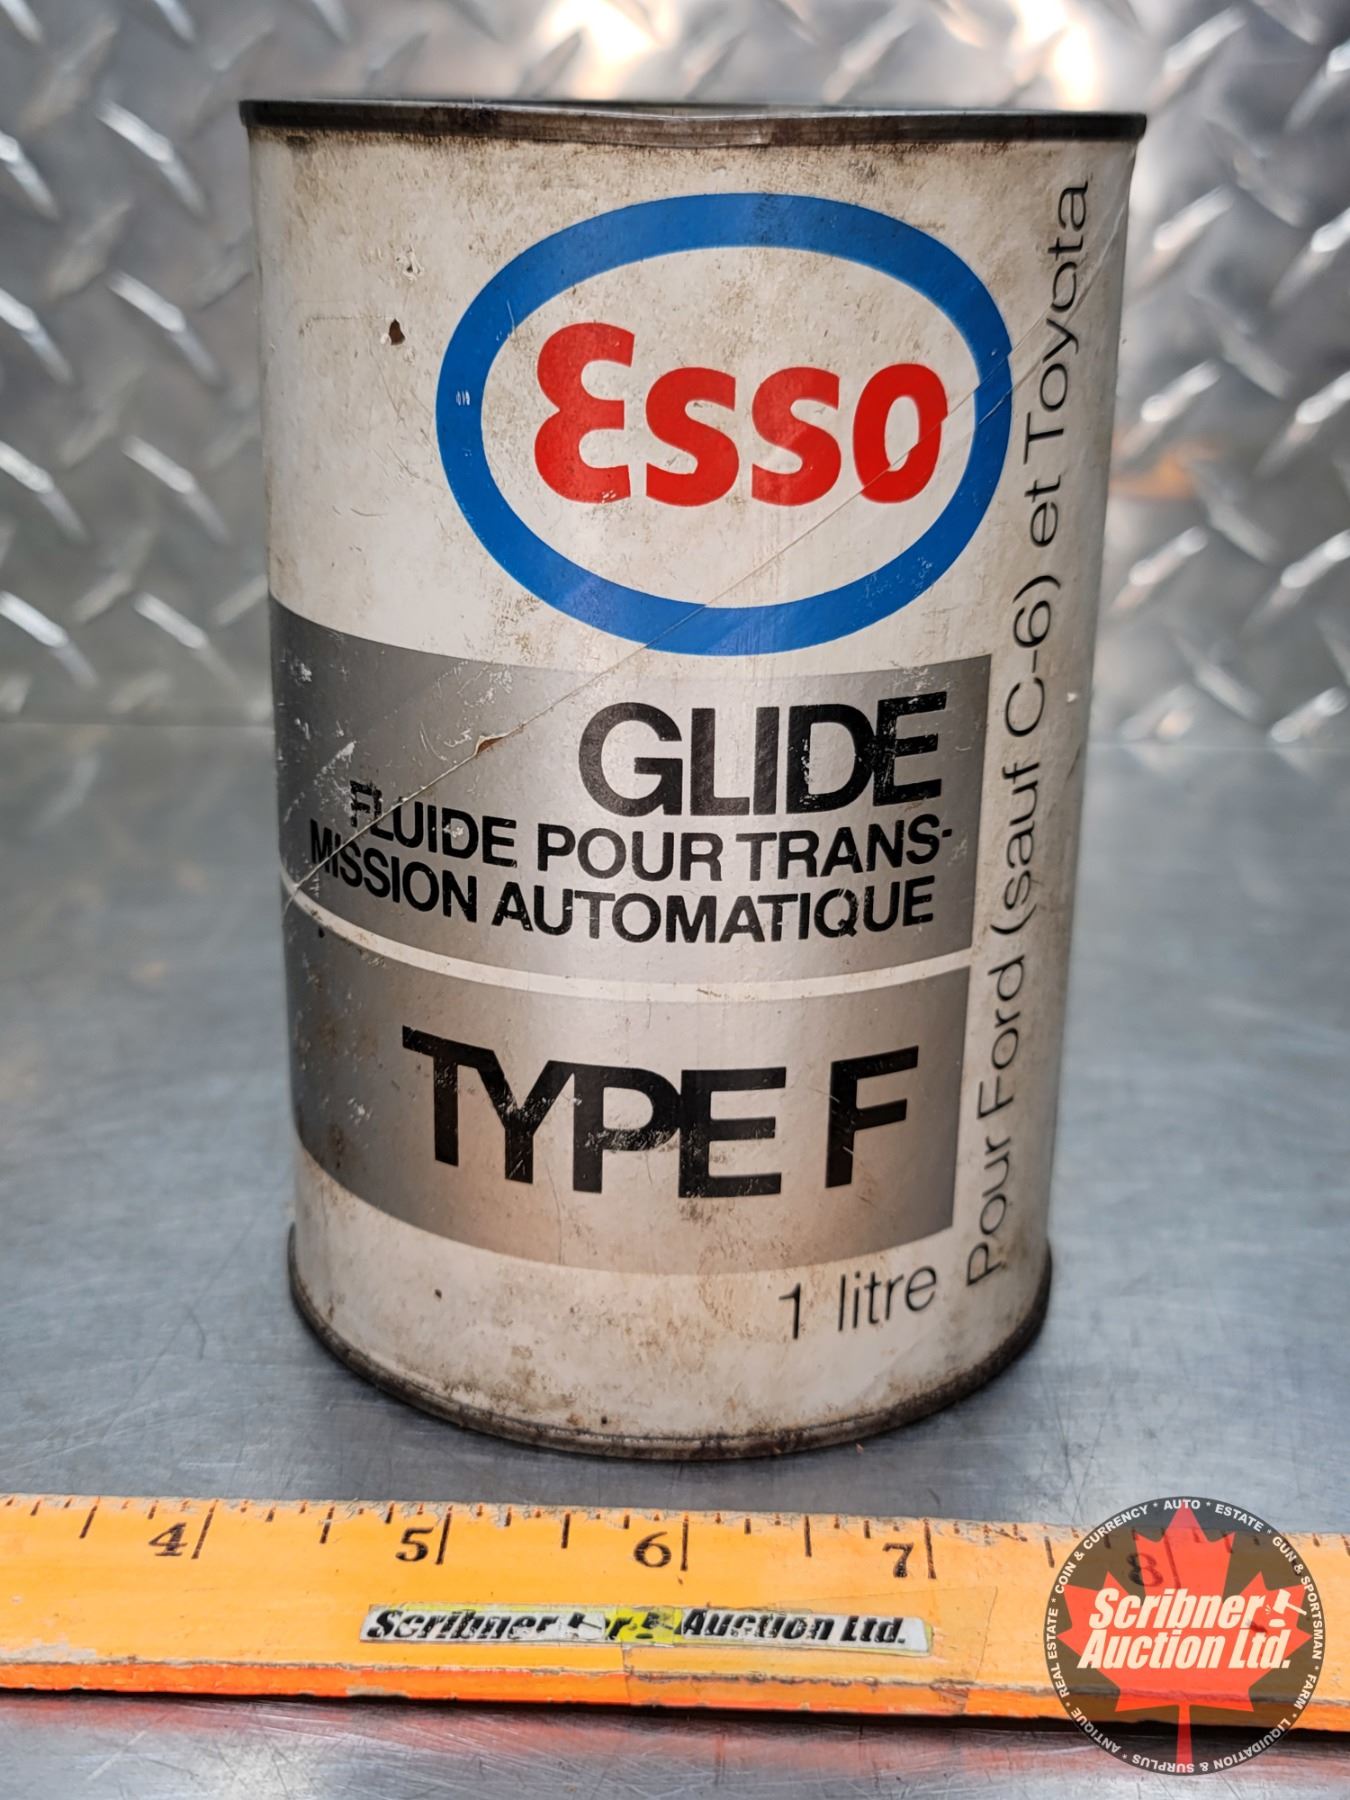 Esso
GLIDE
FLUIDE POUR TRANS-
MISSION AUTOMATIQUE
TYPE F
1 litre
Pour Ford (sauf C-6) et Toyota
4 5 6 7 8
Auction Ltd.
COIN & CURRENCY * AUTO * ESTATE * GUN & SPORTSMAN * FARM * LIQUIDATION & SURPLUS * ANTIQUE * REAL ESTATE *
Scribner
Auction Ltd.